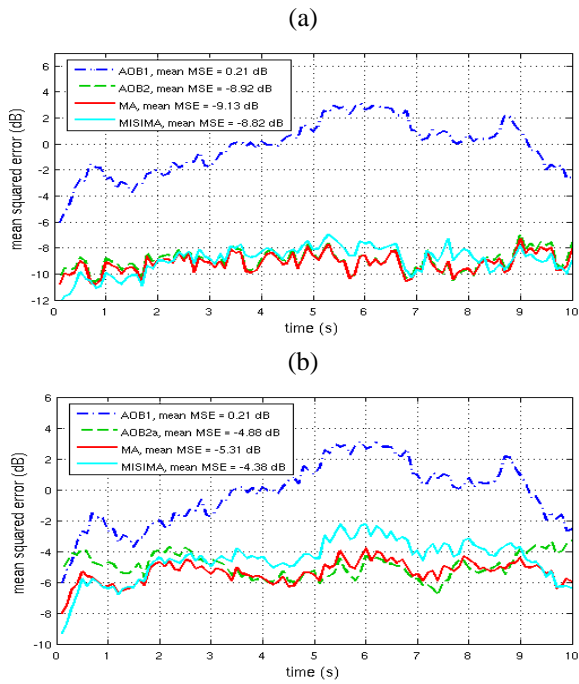 (a)
6
4
2
0
-2
-4
-6
-8
-10
-12
mean squared error (dB)
AOB1, mean MSE = 0.21 dB
AOB2, mean MSE = -8.92 dB
MA, mean MSE = -9.13 dB
MISIMA, mean MSE = -8.82 dB
0 1 2 3 4 5 6 7 8 9 10
time (s)
(b)
6
4
2
0
-2
-4
-6
-8
-10
mean squared error (dB)
AOB1, mean MSE = 0.21 dB
AOB2a, mean MSE = -4.88 dB
MA, mean MSE = -5.31 dB
MISIMA, mean MSE = -4.38 dB
0 1 2 3 4 5 6 7 8 9 10
time (s)